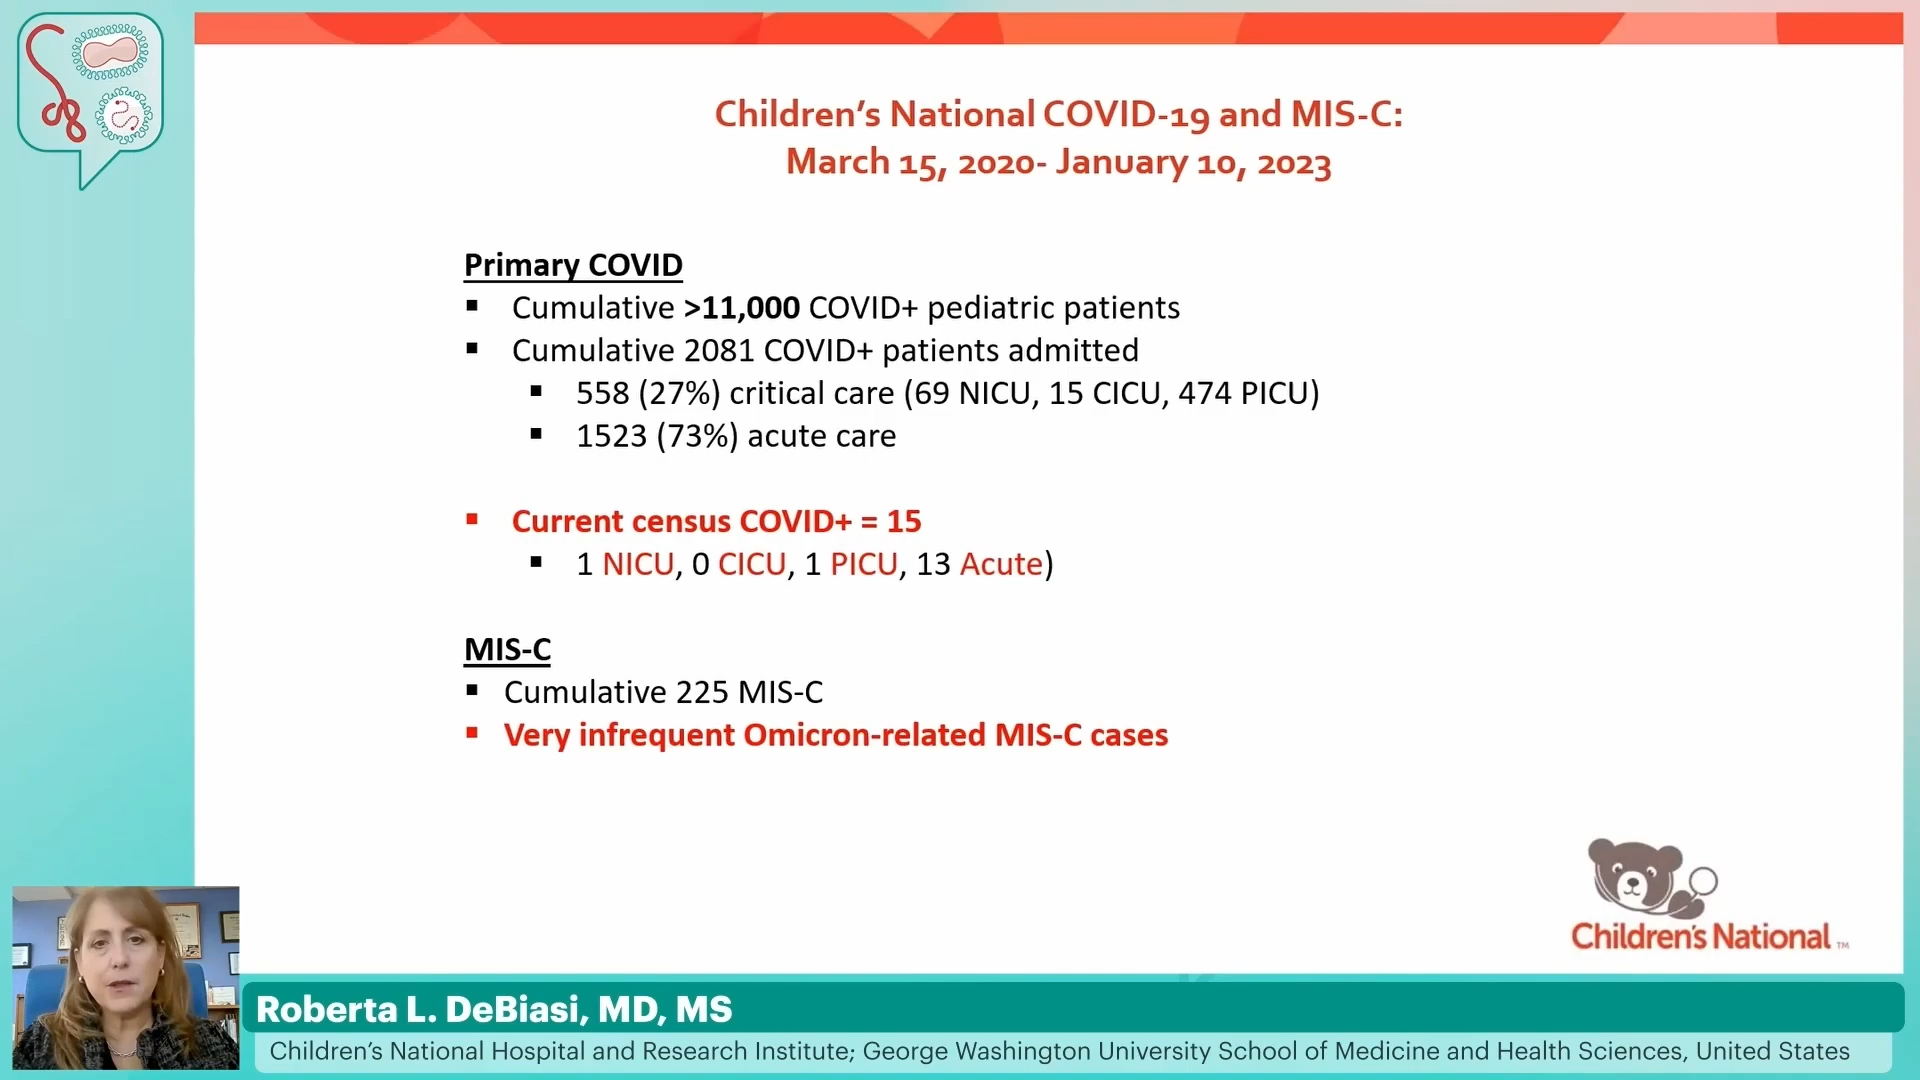 Children's National COVID-19 and MIS-C:
March 15, 2020- January 10, 2023
Primary COVID
▪ Cumulative >11,000 COVID+ pediatric patients
▪ Cumulative 2081 COVID+ patients admitted
▪ 558 (27%) critical care (69 NICU, 15 CICU, 474 PICU)
▪ 1523 (73%) acute care
▪ Current census COVID+ = 15
▪ 1 NICU, 0 CICU, 1 PICU, 13 Acute)
MIS-C
▪ Cumulative 225 MIS-C
▪ Very infrequent Omicron-related MIS-C cases
Children's National ™
Roberta L. DeBiasi, MD, MS
Children's National Hospital and Research Institute; George Washington University School of Medicine and Health Sciences, United States